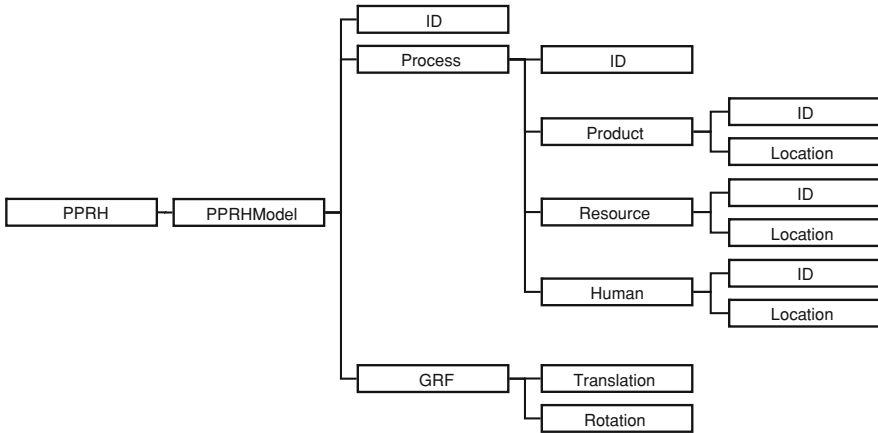 ID
Process
ID
ID
Product
Location
ID
PPRH
PPRHModel
Resource
Location
ID
Human
Location
GRF
Translation
Rotation